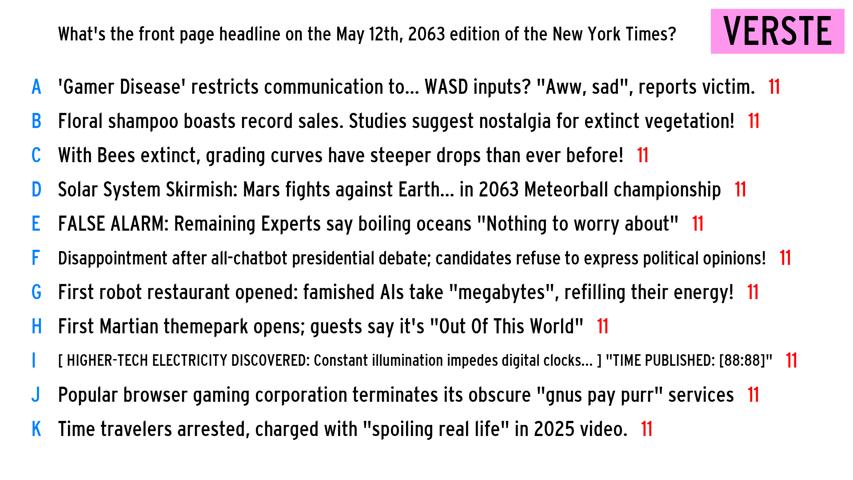 What's the front page headline on the May 12th, 2063 edition of the New York Times?
VERSTE
A 'Gamer Disease' restricts communication to... WASD inputs? "Aww, sad", reports victim. 11
B Floral shampoo boasts record sales. Studies suggest nostalgia for extinct vegetation! 11
C With Bees extinct, grading curves have steeper drops than ever before! 11
D Solar System Skirmish: Mars fights against Earth... in 2063 Meteorball championship 11
E FALSE ALARM: Remaining Experts say boiling oceans "Nothing to worry about" 11
F Disappointment after all-chatbot presidential debate; candidates refuse to express political opinions! 11
G First robot restaurant opened: famished AIs take "megabytes", refilling their energy! 11
H First Martian themepark opens; guests say it's "Out Of This World" 11
I [ HIGHER-TECH ELECTRICITY DISCOVERED: Constant illumination impedes digital clocks... ] "TIME PUBLISHED: [88:88]" 11
J Popular browser gaming corporation terminates its obscure "gnus pay purr" services 11
K Time travelers arrested, charged with "spoiling real life" in 2025 video. 11